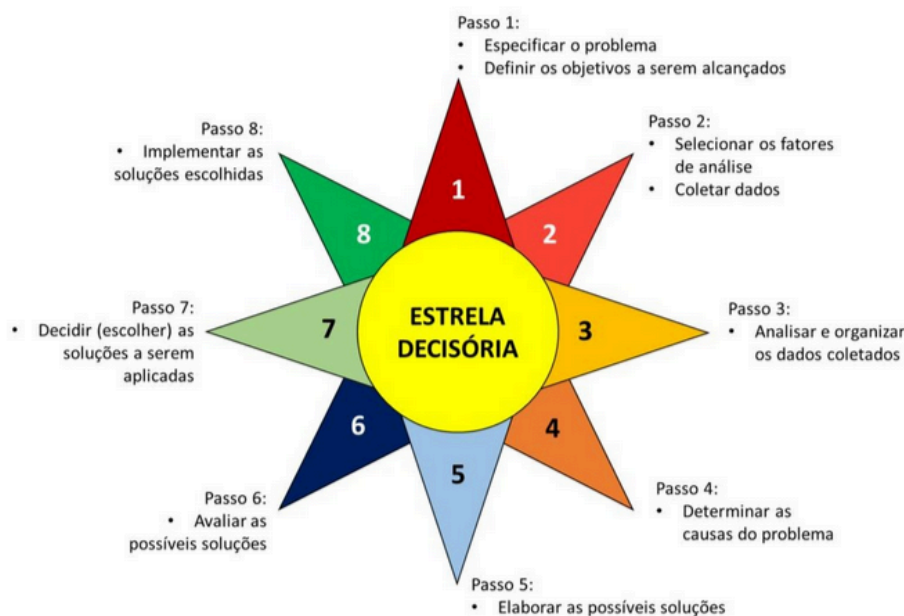 Passo 1:
• Especificar o problema
• Definir os objetivos a serem alcançados
Passo 2:
• Selecionar os fatores
de análise
• Coletar dados
Passo 3:
• Analisar e organizar
os dados coletados
Passo 4:
• Determinar as
causas do problema
Passo 5:
• Elaborar as possíveis soluções
Passo 6:
• Avaliar as
possíveis soluções
Passo 7:
• Decidir (escolher) as
soluções a serem
aplicadas
Passo 8:
• Implementar as
soluções escolhidas
1
2
3
4
5
6
7
8
ESTRELA
DECISÓRIA